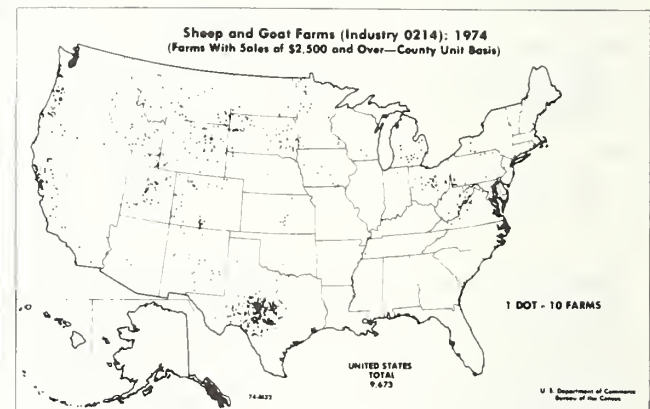 Sheep and Goat Farms (Industry 0214): 1974
(Farms With Sales of $2,500 and Over—County Unit Basis)
1 DOT - 10 FARMS
UNITED STATES
TOTAL
9,673
74-M22
U. S. Department of Commerce
Bureau of the Census